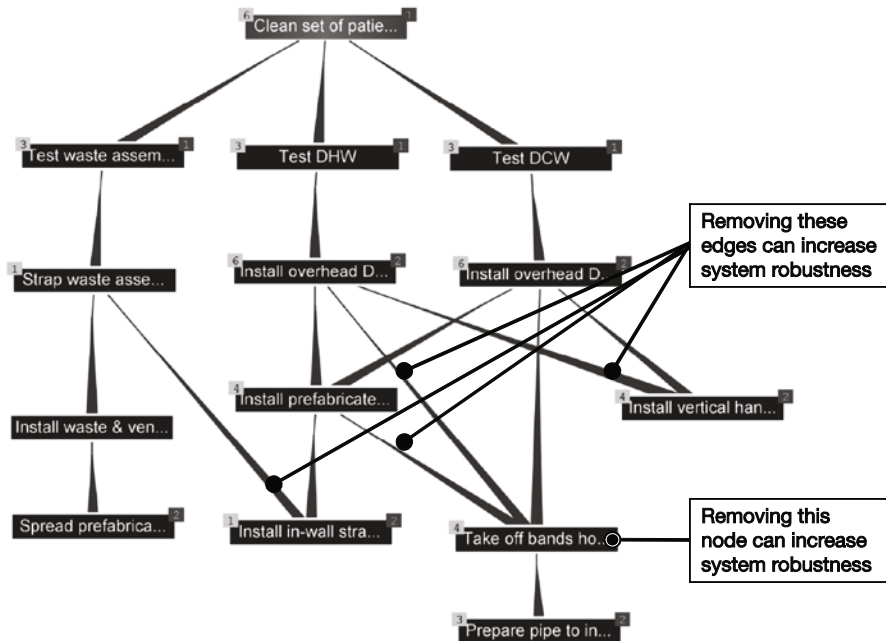 6 1
Clean set of patie...
3 1
Test waste assem...
3 1
Test DHW
3 1
Test DCW
Removing these
edges can increase
system robustness
1
Strap waste asse...
6 2
Install overhead D...
6 2
Install overhead D...
4
Install prefabricate...
4 2
Install vertical han...
Install waste & ven...
2
Spread prefabrica...
1 2
Install in-wall stra...
4
Take off bands ho...
Removing this
node can increase
system robustness
3 2
Prepare pipe to in...